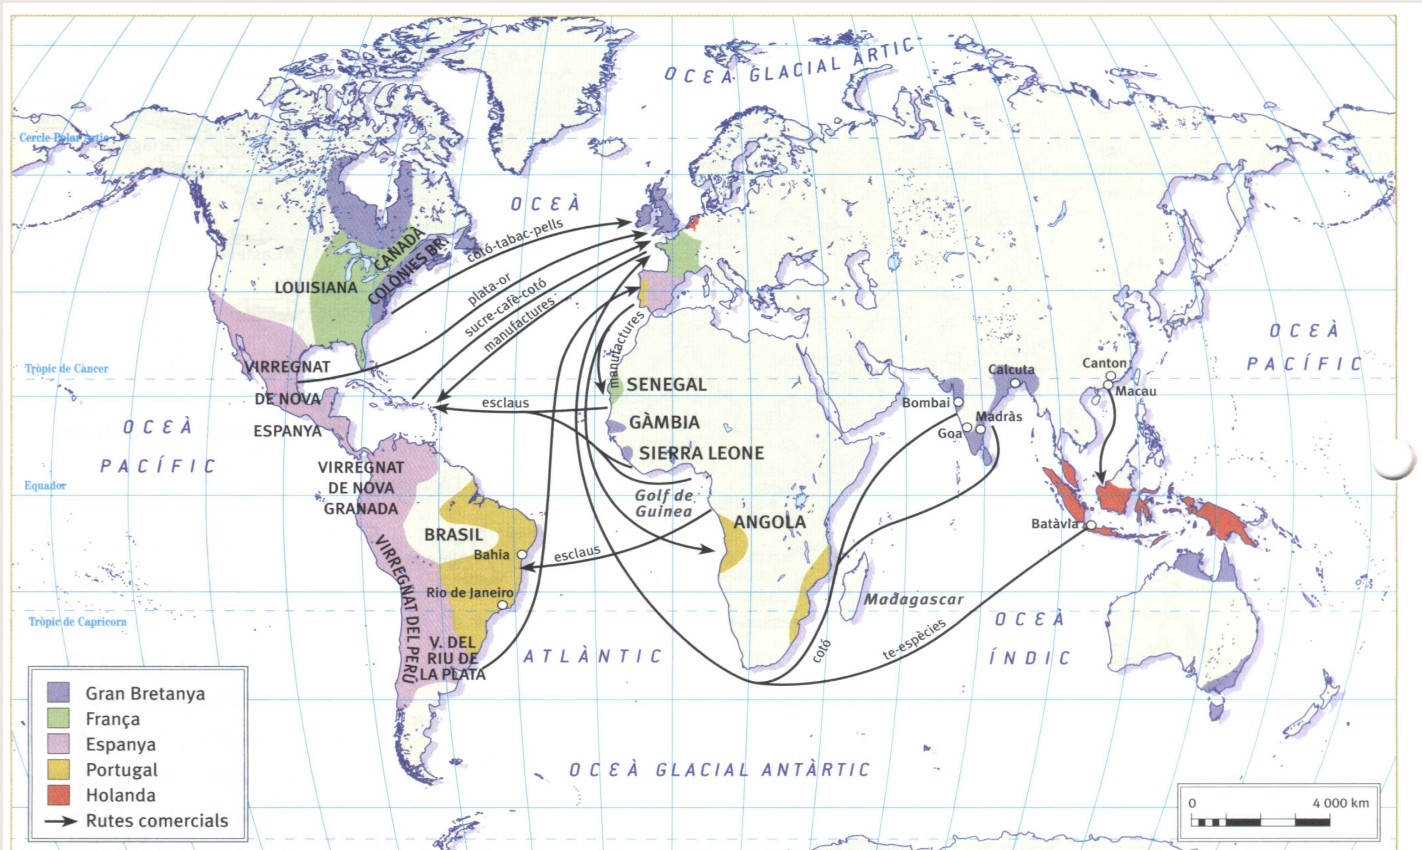 OCEÀ GLACIAL ÀRTIC
Cercle Polar Àrtic
OCEÀ
cotó-tabac-pells
CANADÀ
COLÒNIES BR.
LOUISIANA
plata-or
sucre-cafè-cotó
manufactures
manufactures
OCEÀ
PACÍFIC
Tròpic de Càncer
VIRREGNAT
DE NOVA
ESPANYA
esclaus
SENEGAL
GÀMBIA
SIERRA LEONE
Calcuta
Canton
Macau
Bombai
Madràs
Goa
OCEÀ
PACÍFIC
VIRREGNAT
DE NOVA
GRANADA
Equador
Golf de
Guinea
ANGOLA
Batàvia
BRASIL
Bahia
esclaus
VIRREGNAT DEL PERÚ
Rio de Janeiro
Madagascar
Tròpic de Capricorn
OCEÀ
ÍNDIC
V. DEL
RIU DE
LA PLATA
ATLÀNTIC
cotó
te-espècies
Gran Bretanya
França
Espanya
Portugal
Holanda
Rutes comercials
OCEÀ GLACIAL ANTÀRTIC
0 4 000 km